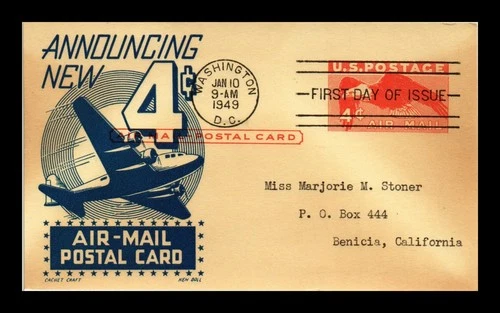 ANNOUNCING
NEW
4¢
WASHINGTON
JAN 10
9-AM
1949
D.C.
U.S. POSTAGE
FIRST DAY OF ISSUE
4¢
AIR MAIL
MAIL POSTAL CARD
Miss Marjorie M. Stoner
P. O. Box 444
Benicia, California
AIR-MAIL
POSTAL CARD
CACHET CRAFT
KEN BOLL